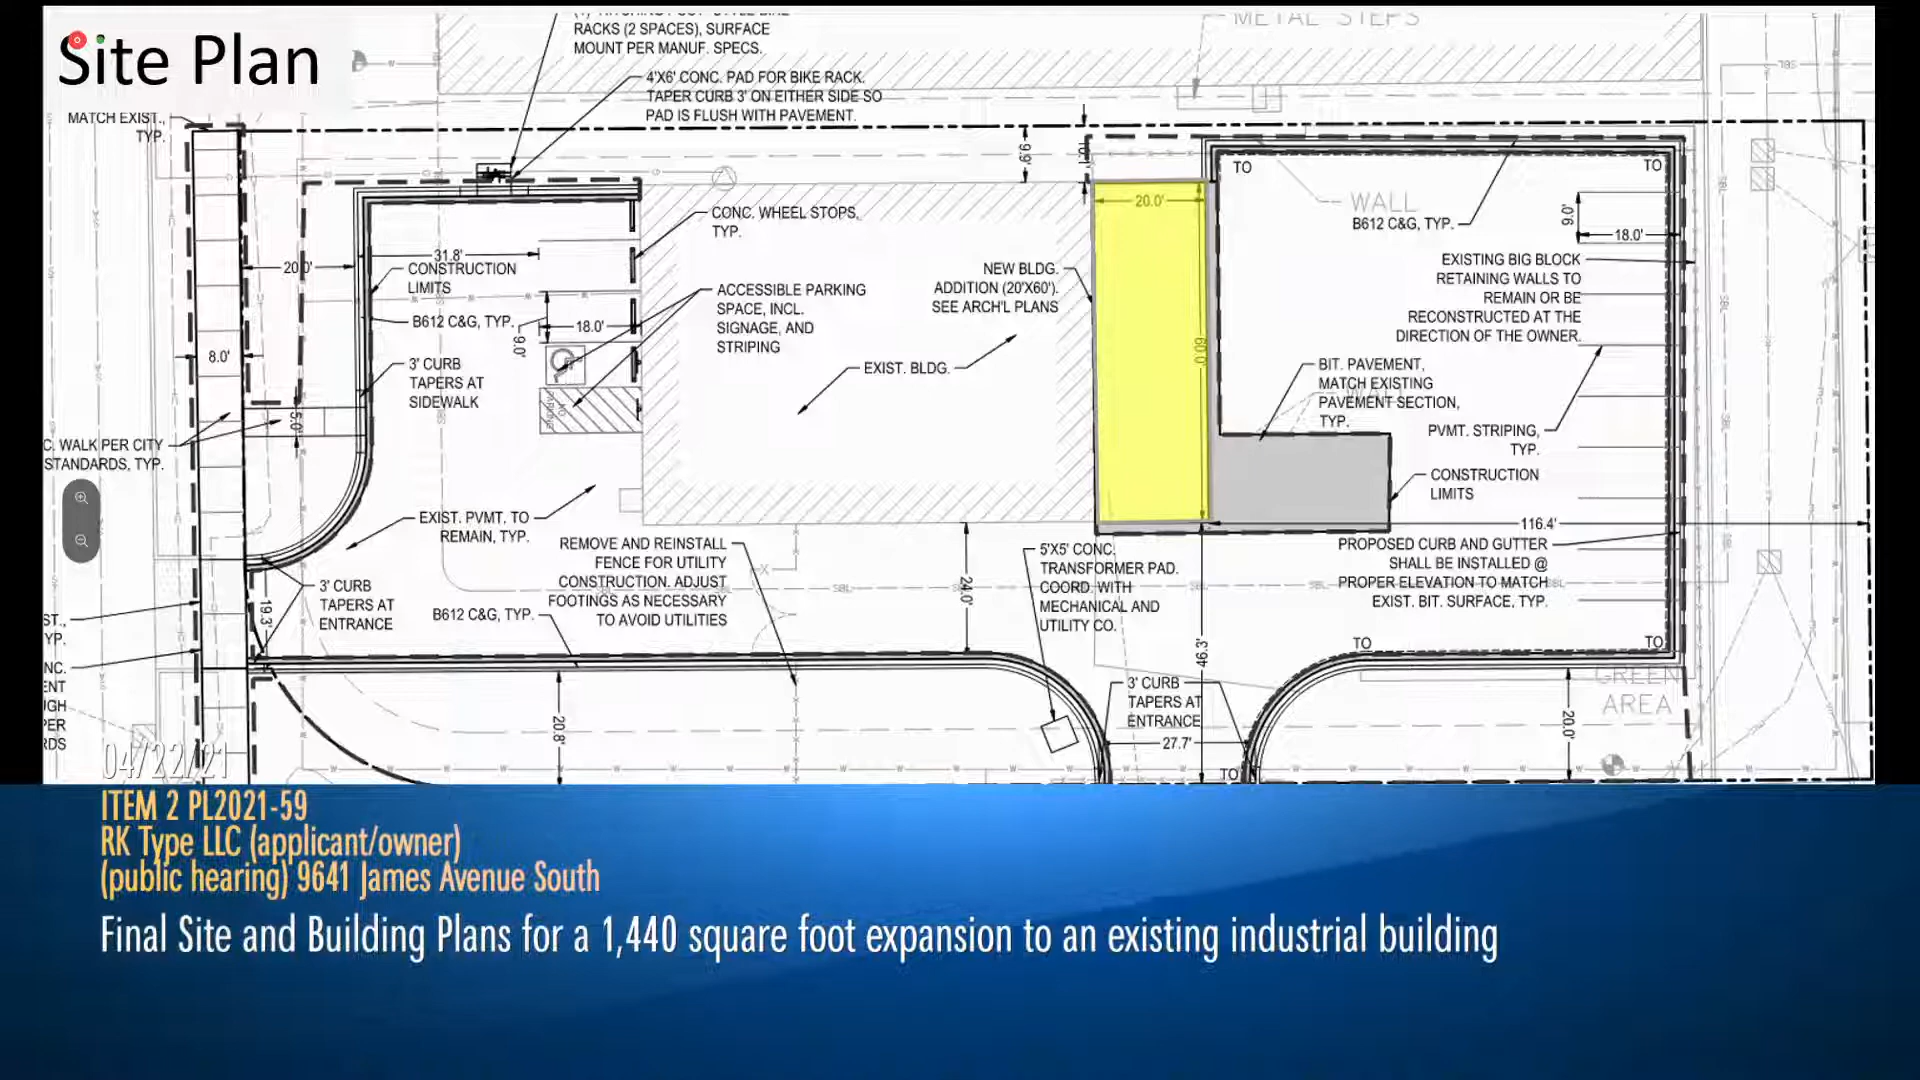 Site Plan
RACKS (2 SPACES), SURFACE
MOUNT PER MANUF. SPECS.
METAL STEPS
4'X6' CONC. PAD FOR BIKE RACK.
TAPER CURB 3' ON EITHER SIDE SO
PAD IS FLUSH WITH PAVEMENT.
MATCH EXIST.,
TYP.
9.9'
10.1'
TO
TO
WALL
B612 C&G, TYP.
20.0'
9.0'
18.0'
CONC. WHEEL STOPS,
TYP.
31.8'
20.0'
CONSTRUCTION
LIMITS
B612 C&G, TYP.
18.0'
9.0'
ACCESSIBLE PARKING
SPACE, INCL.
SIGNAGE, AND
STRIPING
NEW BLDG.
ADDITION (20'X60').
SEE ARCH'L PLANS
EXIST. BLDG.
60.0'
EXISTING BIG BLOCK
RETAINING WALLS TO
REMAIN OR BE
RECONSTRUCTED AT THE
DIRECTION OF THE OWNER.
8.0'
3' CURB
TAPERS AT
SIDEWALK
NO
PARKING
BIT. PAVEMENT,
MATCH EXISTING
PAVEMENT SECTION,
TYP.
5.0'
C. WALK PER CITY
STANDARDS, TYP.
PVMT. STRIPING,
TYP.
CONSTRUCTION
LIMITS
EXIST. PVMT. TO
REMAIN, TYP.
116.4'
REMOVE AND REINSTALL
FENCE FOR UTILITY
CONSTRUCTION. ADJUST
FOOTINGS AS NECESSARY
TO AVOID UTILITIES
5'X5' CONC.
TRANSFORMER PAD.
COORD. WITH
MECHANICAL AND
UTILITY CO.
PROPOSED CURB AND GUTTER
SHALL BE INSTALLED @
PROPER ELEVATION TO MATCH
EXIST. BIT. SURFACE, TYP.
3' CURB
TAPERS AT
ENTRANCE
19.3'
B612 C&G, TYP.
24.0'
46.3'
TO
TO
GREEN
AREA
3' CURB
TAPERS AT
ENTRANCE
20.8'
27.7'
20.0'
TO
04/22/21
ITEM 2 PL2021-59
RK Type LLC (applicant/owner)
(public hearing) 9641 James Avenue South
Final Site and Building Plans for a 1,440 square foot expansion to an existing industrial building